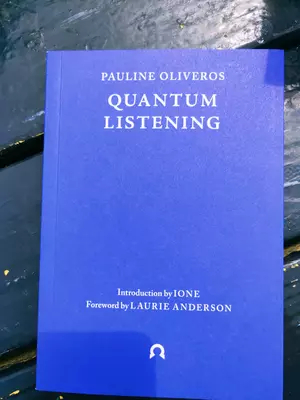 PAULINE OLIVEROS
QUANTUM
LISTENING
Introduction by IONE
Foreword by LAURIE ANDERSON